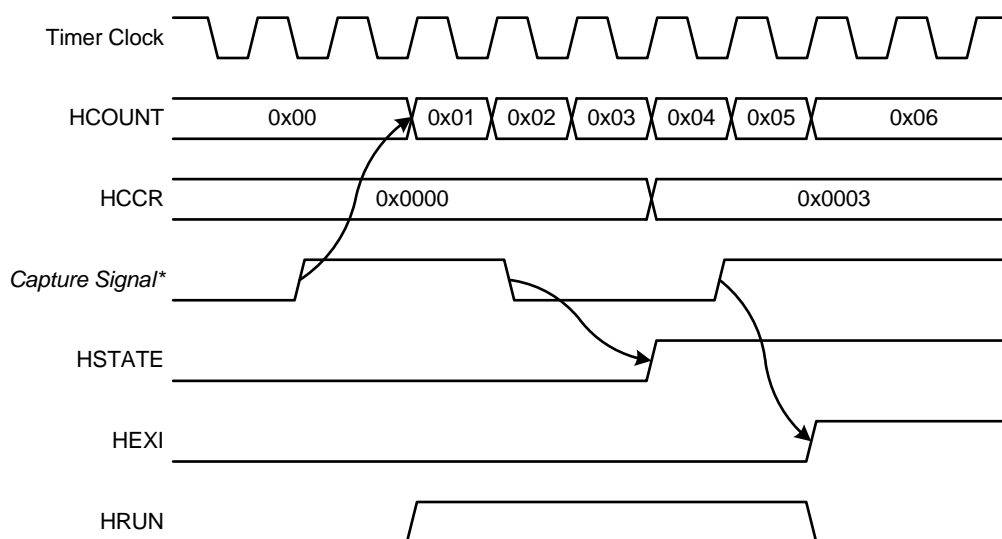 Timer Clock
HCOUNT 0x00 0x01 0x02 0x03 0x04 0x05 0x06
HCCR 0x0000 0x0003
Capture Signal*
HSTATE
HEXI
HRUN